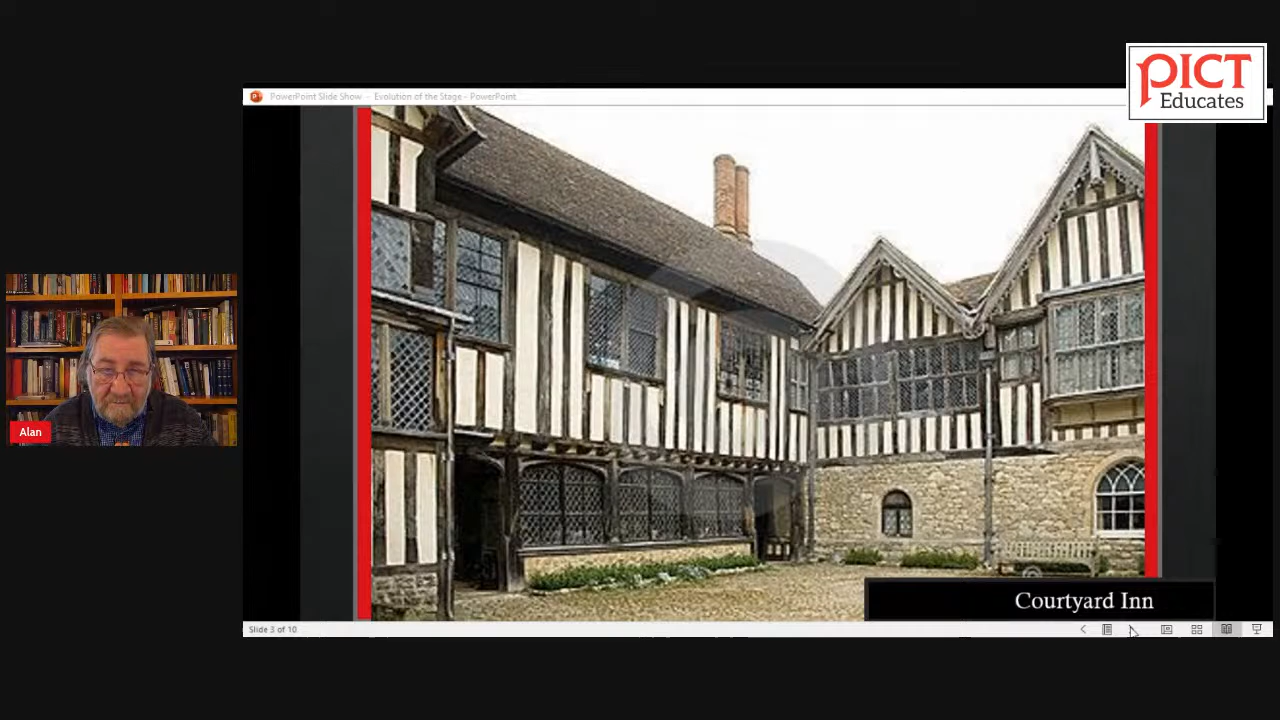 PICT
Educates
PowerPoint Slide Show - Evolution of the Stage - PowerPoint
Alan
Courtyard Inn
Slide 3 of 10